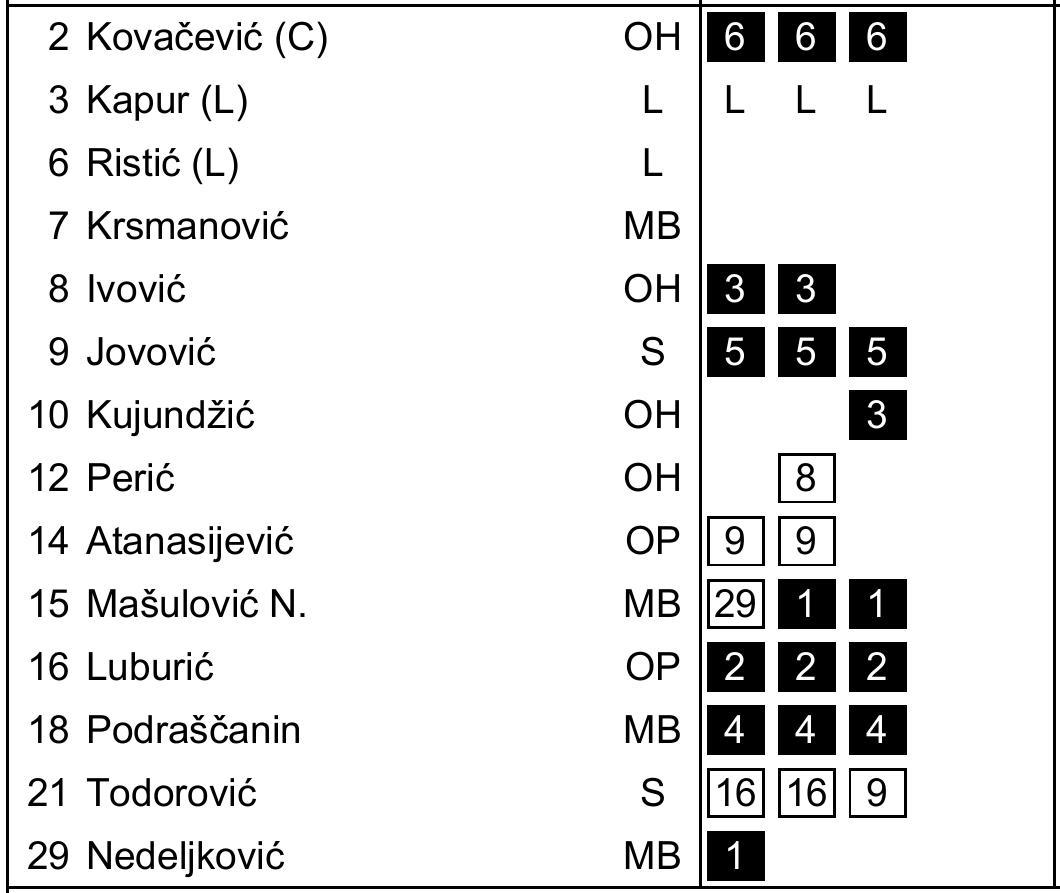 2 Kovačević (C) OH 6 6 6
3 Kapur (L) L L L L
6 Ristić (L) L
7 Krsmanović MB
8 Ivović OH 3 3
9 Jovović S 5 5 5
10 Kujundžić OH 3
12 Perić OH 8
14 Atanasijević OP 9 9
15 Mašulović N. MB 29 1 1
16 Luburić OP 2 2 2
18 Podraščanin MB 4 4 4
21 Todorović S 16 16 9
29 Nedeljković MB 1